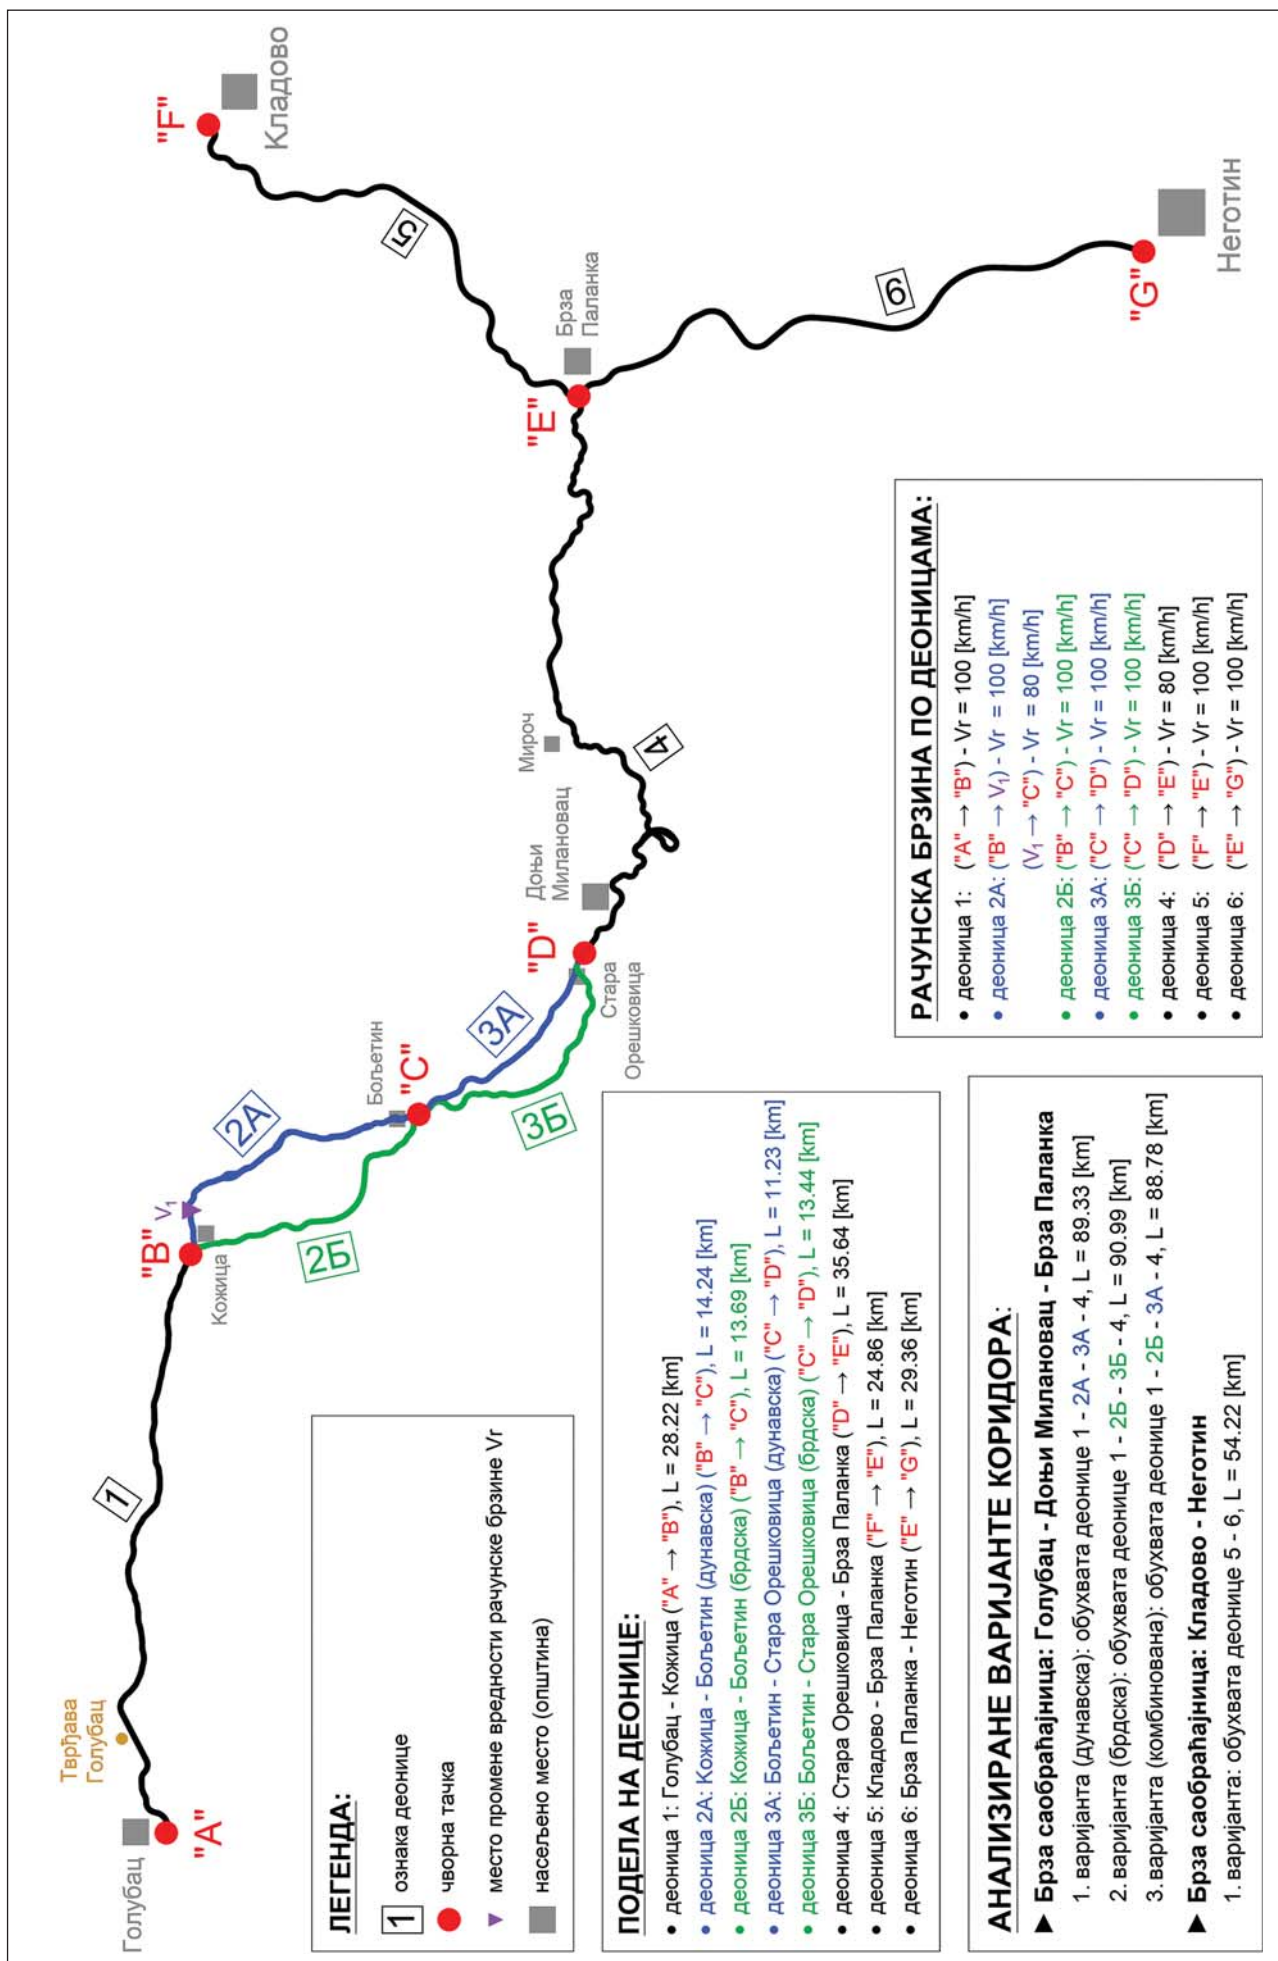 Тврђава
Голубац
Голубац
"A"
1
"B"
Кожица
V1
2А
2Б
Бољетин
"C"
3А
3Б
"D"
Стара
Орешковица
Доњи
Милановац
Мироч
4
"E"
Брза
Паланка
5
"F"
Кладово
6
"G"
Неготин
ЛЕГЕНДА:
1 ознака деонице
чворна тачка
место промене вредности рачунске брзине Vr
насељено место (општина)
ПОДЕЛА НА ДЕОНИЦЕ:
• деоница 1: Голубац - Кожица ("A" → "B"), L = 28.22 [km]
• деоница 2А: Кожица - Бољетин (дунавска) ("B" → "C"), L = 14.24 [km]
• деоница 2Б: Кожица - Бољетин (брдска) ("B" → "C"), L = 13.69 [km]
• деоница 3А: Бољетин - Стара Орешковица (дунавска) ("C" → "D"), L = 11.23 [km]
• деоница 3Б: Бољетин - Стара Орешковица (брдска) ("C" → "D"), L = 13.44 [km]
• деоница 4: Стара Орешковица - Брза Паланка ("D" → "E"), L = 35.64 [km]
• деоница 5: Кладово - Брза Паланка ("F" → "E"), L = 24.86 [km]
• деоница 6: Брза Паланка - Неготин ("E" → "G"), L = 29.36 [km]
АНАЛИЗИРАНЕ ВАРИЈАНТЕ КОРИДОРА:
▶ Брза саобраћајница: Голубац - Доњи Милановац - Брза Паланка
1. варијанта (дунавска): обухвата деонице 1 - 2А - 3А - 4, L = 89.33 [km]
2. варијанта (брдска): обухвата деонице 1 - 2Б - 3Б - 4, L = 90.99 [km]
3. варијанта (комбинована): обухвата деонице 1 - 2Б - 3А - 4, L = 88.78 [km]
▶ Брза саобраћајница: Кладово - Неготин
1. варијанта: обухвата деонице 5 - 6, L = 54.22 [km]
РАЧУНСКА БРЗИНА ПО ДЕОНИЦАМА:
• деоница 1: ("A" → "B") - Vr = 100 [km/h]
• деоница 2А: ("B" → V1) - Vr = 100 [km/h]
(V1 → "C") - Vr = 80 [km/h]
• деоница 2Б: ("B" → "C") - Vr = 100 [km/h]
• деоница 3А: ("C" → "D") - Vr = 100 [km/h]
• деоница 3Б: ("C" → "D") - Vr = 100 [km/h]
• деоница 4: ("D" → "E") - Vr = 80 [km/h]
• деоница 5: ("F" → "E") - Vr = 100 [km/h]
• деоница 6: ("E" → "G") - Vr = 100 [km/h]